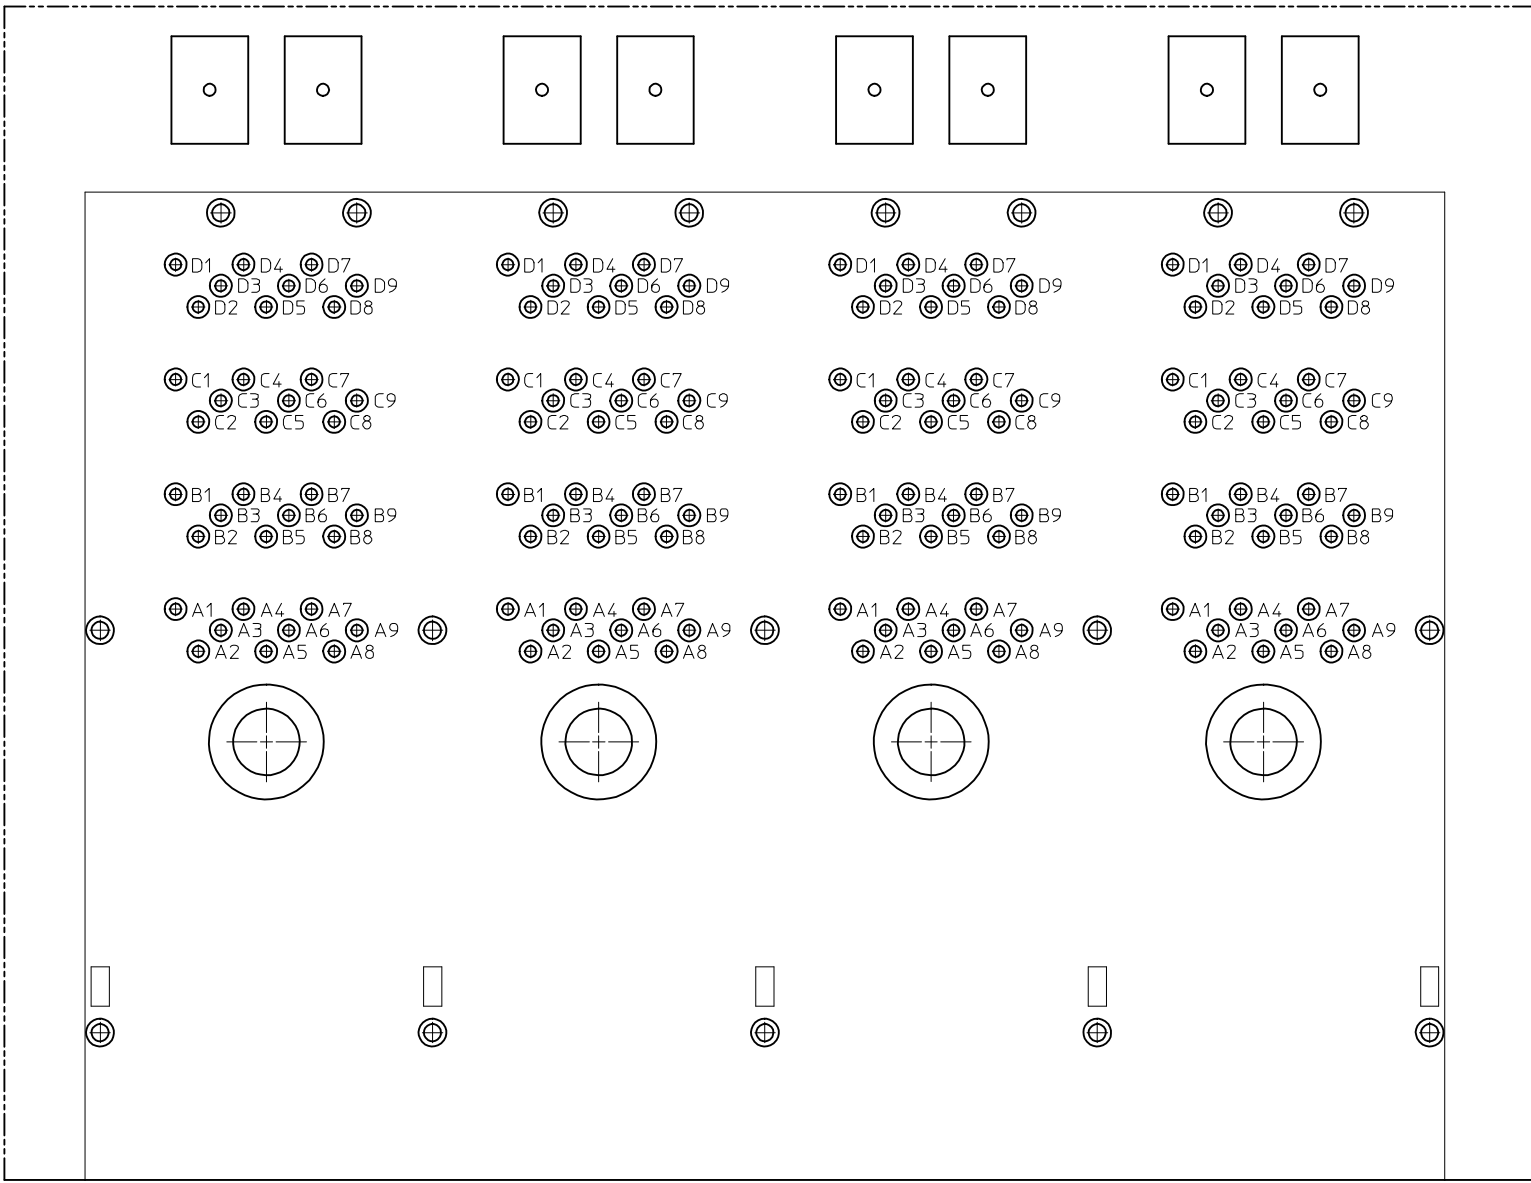 D1 D4 D7 D1 D4 D7 D1 D4 D7 D1 D4 D7
D3 D6 D9 D3 D6 D9 D3 D6 D9 D3 D6 D9
D2 D5 D8 D2 D5 D8 D2 D5 D8 D2 D5 D8
C1 C4 C7 C1 C4 C7 C1 C4 C7 C1 C4 C7
C3 C6 C9 C3 C6 C9 C3 C6 C9 C3 C6 C9
C2 C5 C8 C2 C5 C8 C2 C5 C8 C2 C5 C8
B1 B4 B7 B1 B4 B7 B1 B4 B7 B1 B4 B7
B3 B6 B9 B3 B6 B9 B3 B6 B9 B3 B6 B9
B2 B5 B8 B2 B5 B8 B2 B5 B8 B2 B5 B8
A1 A4 A7 A1 A4 A7 A1 A4 A7 A1 A4 A7
A3 A6 A9 A3 A6 A9 A3 A6 A9 A3 A6 A9
A2 A5 A8 A2 A5 A8 A2 A5 A8 A2 A5 A8